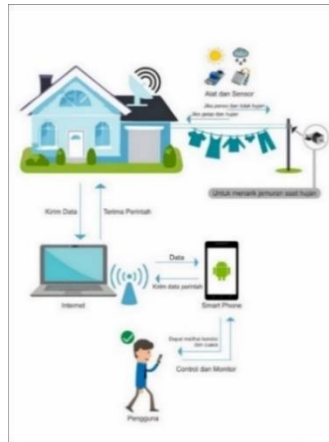 Alat dan Sensor
Jika panas dan tidak hujan
Jika gelap dan hujan
Untuk menarik jemuran saat hujan
Kirim Data
Terima Perintah
Data
Kirim data perintah
Internet
Smart Phone
Dapat melihat kondisi
dan cuaca
Control dan Monitor
Pengguna